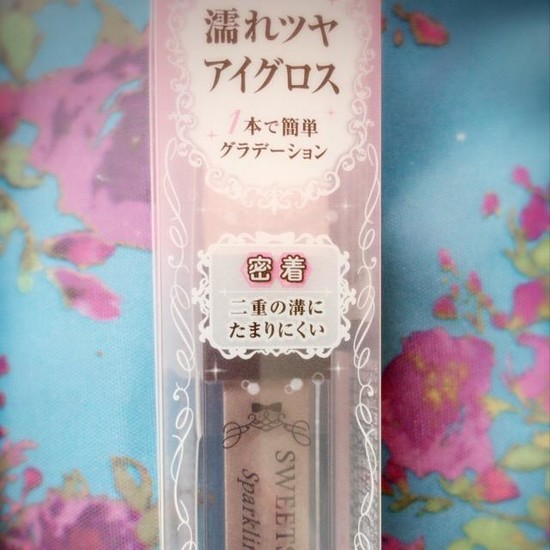 濡れツヤ
アイグロス
1本で簡単
グラデーション
密着
二重の溝に
たまりにくい
SWEETS